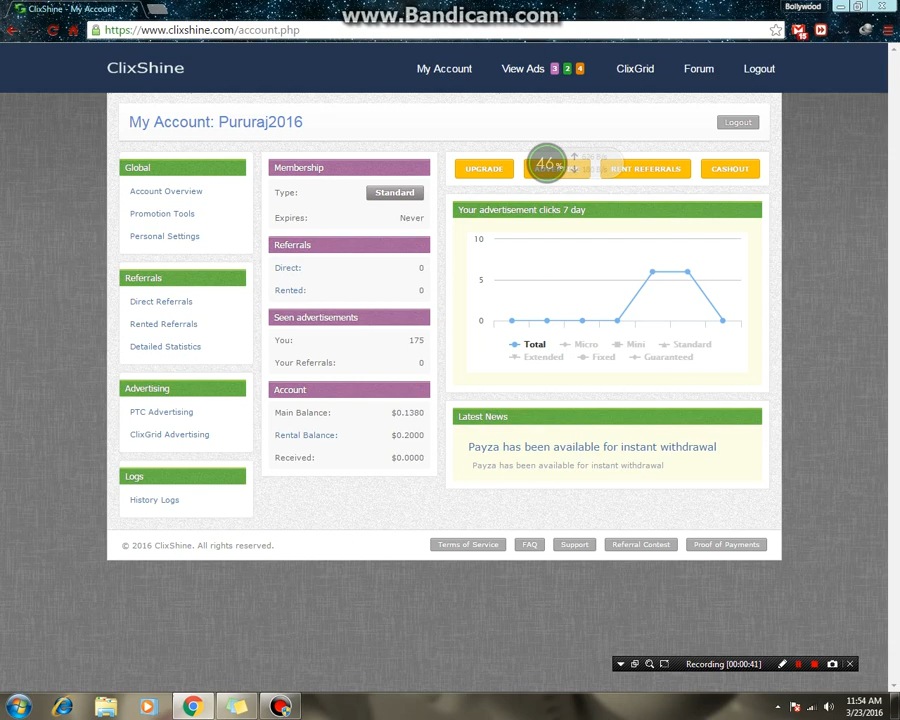 www.Bandicam.com
Bollywood
ClixShine - My Account
https://www.clixshine.com/account.php
15
ClixShine
My Account
View Ads 3 2 4
ClixGrid
Forum
Logout
My Account: Pururaj2016
Logout
Global
Account Overview
Promotion Tools
Personal Settings
Referrals
Direct Referrals
Rented Referrals
Detailed Statistics
Advertising
PTC Advertising
ClixGrid Advertising
Logs
History Logs
Membership
Type: Standard
Expires: Never
Referrals
Direct: 0
Rented: 0
Seen advertisements
You: 175
Your Referrals: 0
Account
Main Balance: $0.1380
Rental Balance: $0.2000
Received: $0.0000
UPGRADE
46%
RENT REFERRALS
CASHOUT
Your advertisement clicks 7 day
10
5
0
Total Micro Mini Standard
Extended Fixed Guaranteed
Latest News
Payza has been available for instant withdrawal
Payza has been available for instant withdrawal
© 2016 ClixShine. All rights reserved.
Terms of Service
FAQ
Support
Referral Contest
Proof of Payments
Recording [00:00:41]
11:54 AM
3/23/2016